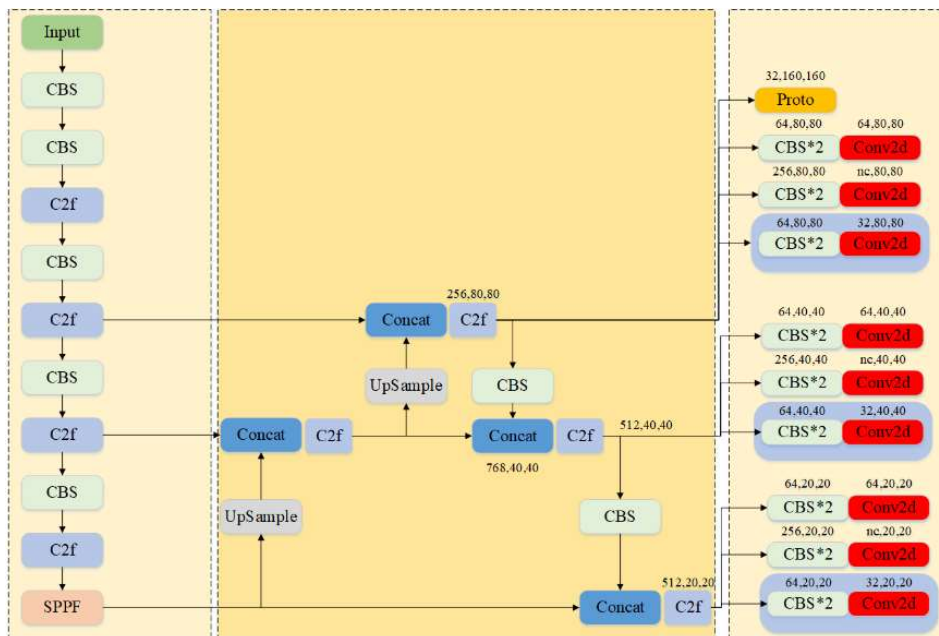 Input
CBS
CBS
C2f
CBS
C2f
CBS
C2f
CBS
C2f
SPPF
256,80,80
Concat
C2f
UpSample
CBS
Concat
C2f
Concat
C2f
512,40,40
768,40,40
UpSample
CBS
512,20,20
Concat
C2f
32,160,160
Proto
64,80,80 64,80,80
CBS*2 Conv2d
256,80,80 nc,80,80
CBS*2 Conv2d
64,80,80 32,80,80
CBS*2 Conv2d
64,40,40 64,40,40
CBS*2 Conv2d
256,40,40 nc,40,40
CBS*2 Conv2d
64,40,40 32,40,40
CBS*2 Conv2d
64,20,20 64,20,20
CBS*2 Conv2d
256,20,20 nc,20,20
CBS*2 Conv2d
64,20,20 32,20,20
CBS*2 Conv2d